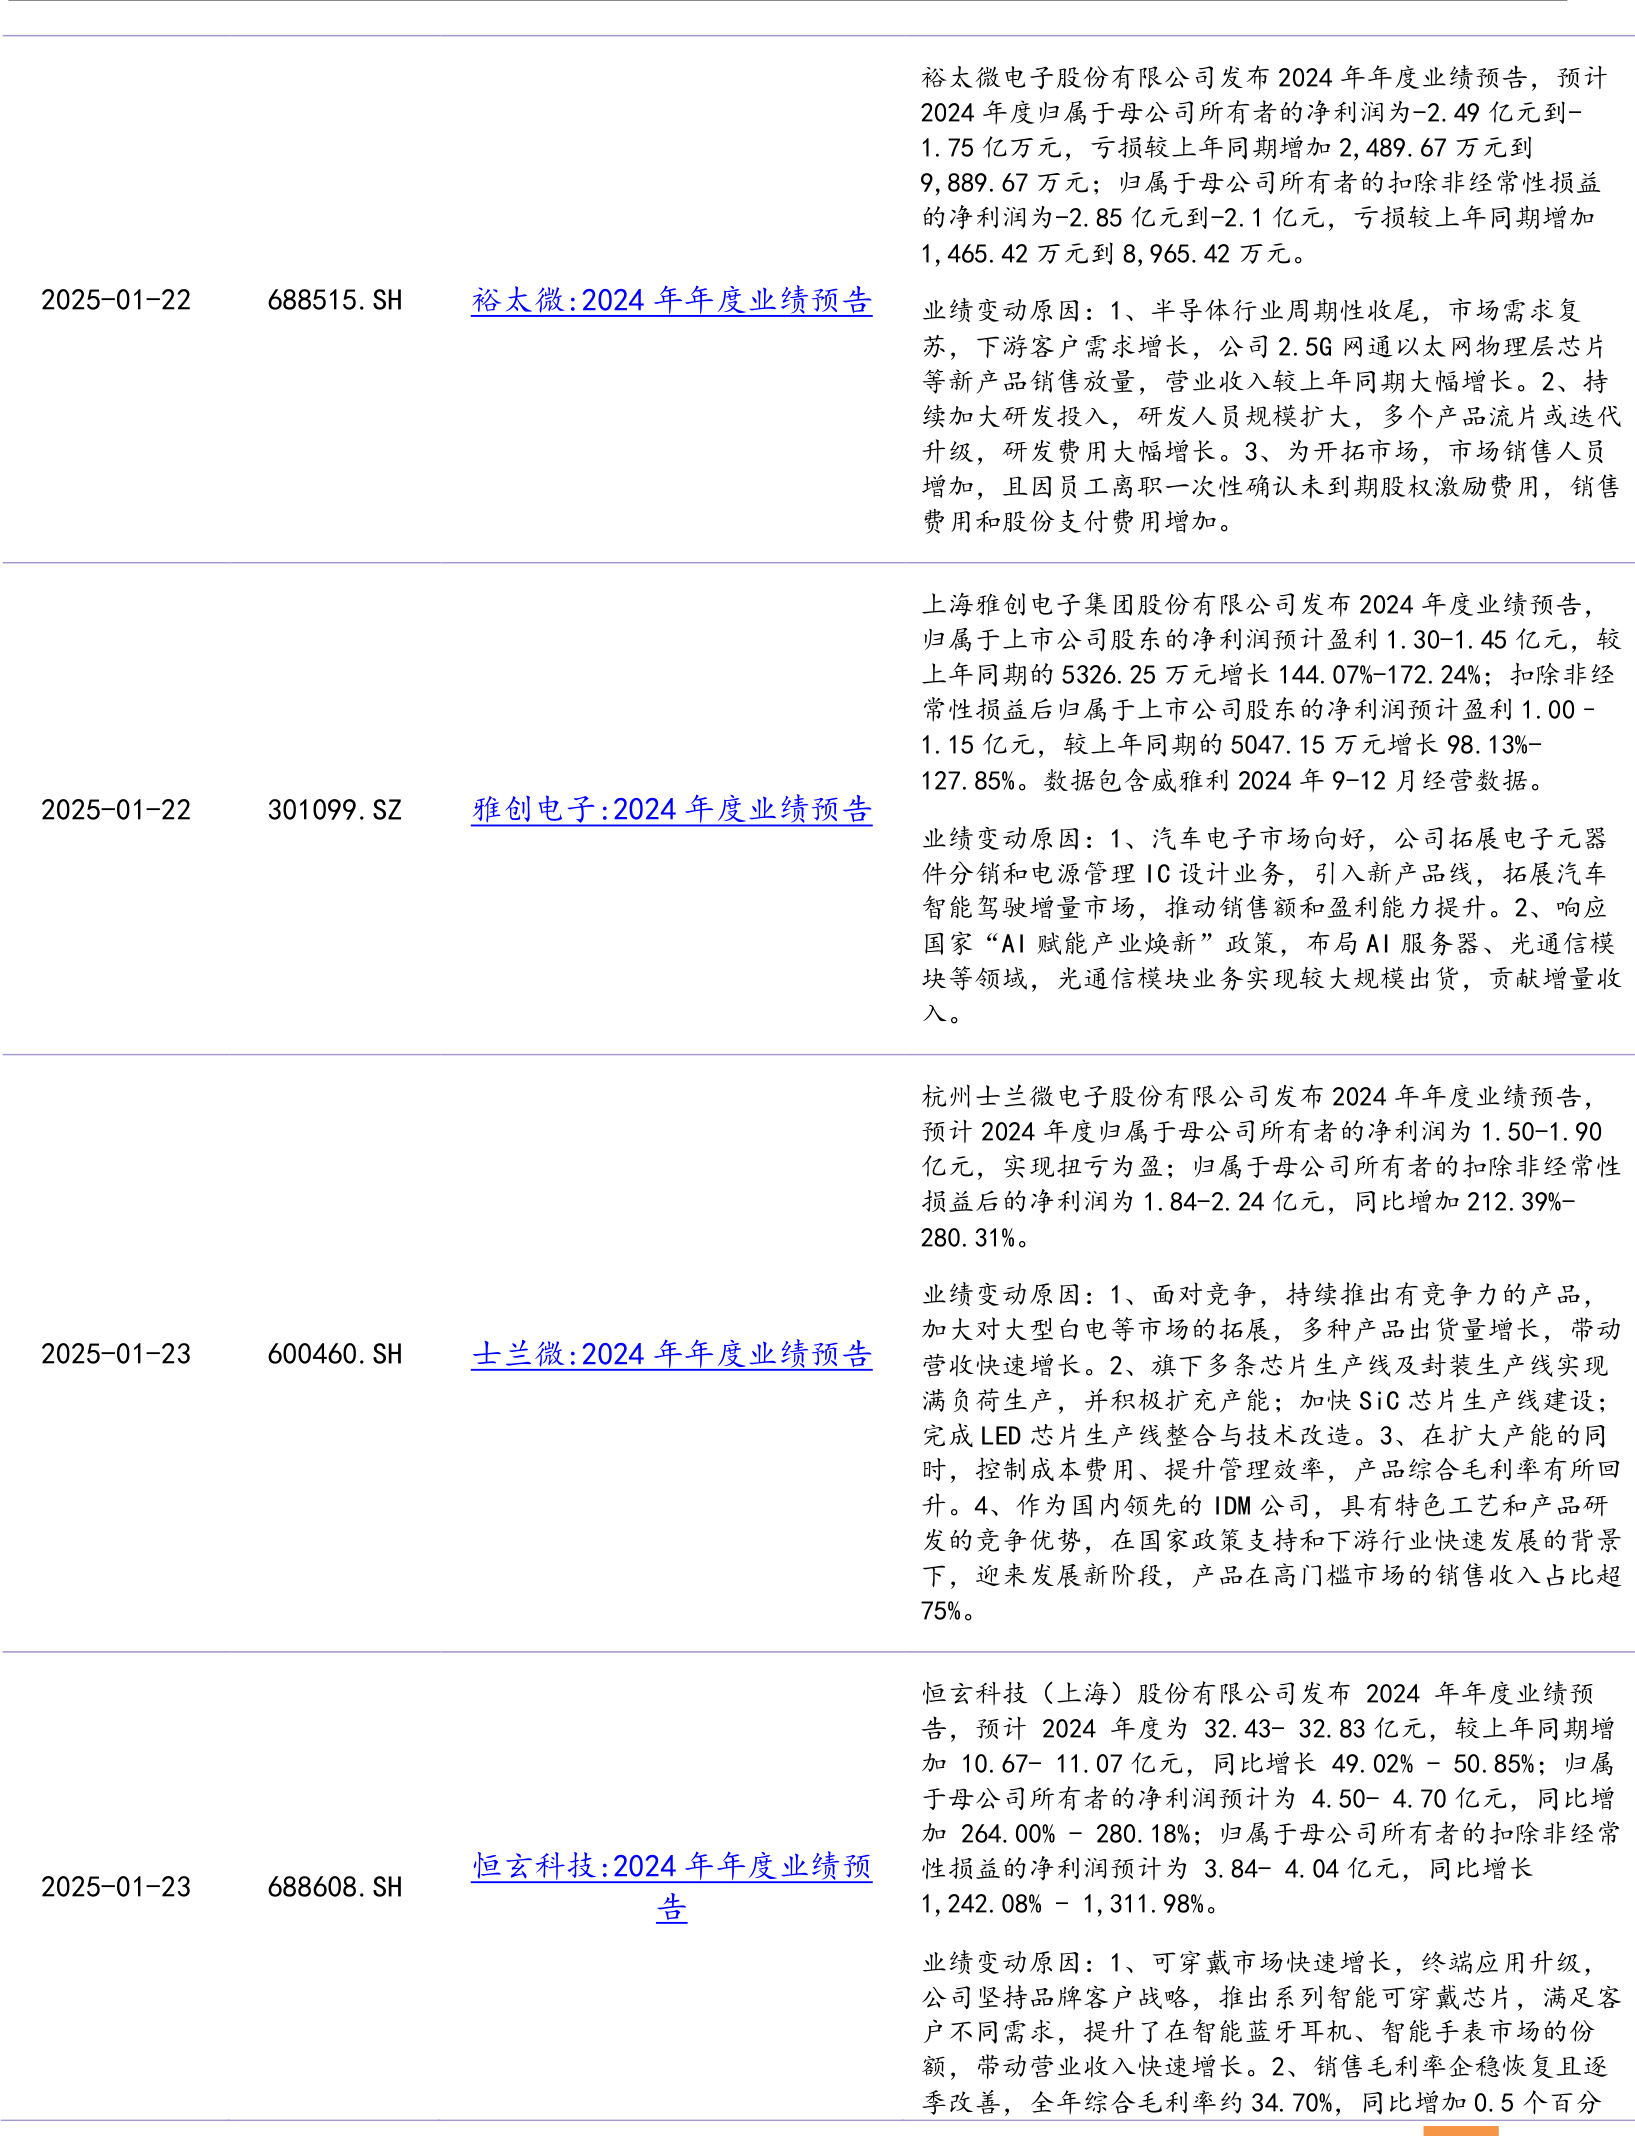 2025-01-22
688515.SH
裕太微:2024 年年度业绩预告
裕太微电子股份有限公司发布 2024 年年度业绩预告，预计
2024 年度归属于母公司所有者的净利润为-2.49 亿元到-
1.75 亿万元，亏损较上年同期增加 2,489.67 万元到
9,889.67 万元；归属于母公司所有者的扣除非经常性损益
的净利润为-2.85 亿元到-2.1 亿元，亏损较上年同期增加
1,465.42 万元到 8,965.42 万元。
业绩变动原因：1、半导体行业周期性收尾，市场需求复
苏，下游客户需求增长，公司 2.5G 网通以太网物理层芯片
等新产品销售放量，营业收入较上年同期大幅增长。2、持
续加大研发投入，研发人员规模扩大，多个产品流片或迭代
升级，研发费用大幅增长。3、为开拓市场，市场销售人员
增加，且因员工离职一次性确认未到期股权激励费用，销售
费用和股份支付费用增加。
2025-01-22
301099.SZ
雅创电子:2024 年度业绩预告
上海雅创电子集团股份有限公司发布 2024 年度业绩预告，
归属于上市公司股东的净利润预计盈利 1.30-1.45 亿元，较
上年同期的 5326.25 万元增长 144.07%-172.24%；扣除非经
常性损益后归属于上市公司股东的净利润预计盈利 1.00 -
1.15 亿元，较上年同期的 5047.15 万元增长 98.13%-
127.85%。数据包含威雅利 2024 年 9-12 月经营数据。
业绩变动原因：1、汽车电子市场向好，公司拓展电子元器
件分销和电源管理 IC 设计业务，引入新产品线，拓展汽车
智能驾驶增量市场，推动销售额和盈利能力提升。2、响应
国家“AI 赋能产业焕新”政策，布局 AI 服务器、光通信模
块等领域，光通信模块业务实现较大规模出货，贡献增量收
入。
2025-01-23
600460.SH
士兰微:2024 年年度业绩预告
杭州士兰微电子股份有限公司发布 2024 年年度业绩预告，
预计 2024 年度归属于母公司所有者的净利润为 1.50-1.90
亿元，实现扭亏为盈；归属于母公司所有者的扣除非经常性
损益后的净利润为 1.84-2.24 亿元，同比增加 212.39%-
280.31%。
业绩变动原因：1、面对竞争，持续推出有竞争力的产品，
加大对大型白电等市场的拓展，多种产品出货量增长，带动
营收快速增长。2、旗下多条芯片生产线及封装生产线实现
满负荷生产，并积极扩充产能；加快 SiC 芯片生产线建设；
完成 LED 芯片生产线整合与技术改造。3、在扩大产能的同
时，控制成本费用、提升管理效率，产品综合毛利率有所回
升。4、作为国内领先的 IDM 公司，具有特色工艺和产品研
发的竞争优势，在国家政策支持和下游行业快速发展的背景
下，迎来发展新阶段，产品在高门槛市场的销售收入占比超
75%。
2025-01-23
688608.SH
恒玄科技:2024 年年度业绩预
告
恒玄科技（上海）股份有限公司发布 2024 年年度业绩预
告，预计 2024 年度为 32.43- 32.83 亿元，较上年同期增
加 10.67- 11.07 亿元，同比增长 49.02% - 50.85%；归属
于母公司所有者的净利润预计为 4.50- 4.70 亿元，同比增
加 264.00% - 280.18%；归属于母公司所有者的扣除非经常
性损益的净利润预计为 3.84- 4.04 亿元，同比增长
1,242.08% - 1,311.98%。
业绩变动原因：1、可穿戴市场快速增长，终端应用升级，
公司坚持品牌客户战略，推出系列智能可穿戴芯片，满足客
户不同需求，提升了在智能蓝牙耳机、智能手表市场的份
额，带动营业收入快速增长。2、销售毛利率企稳恢复且逐
季改善，全年综合毛利率约 34.70%，同比增加 0.5 个百分